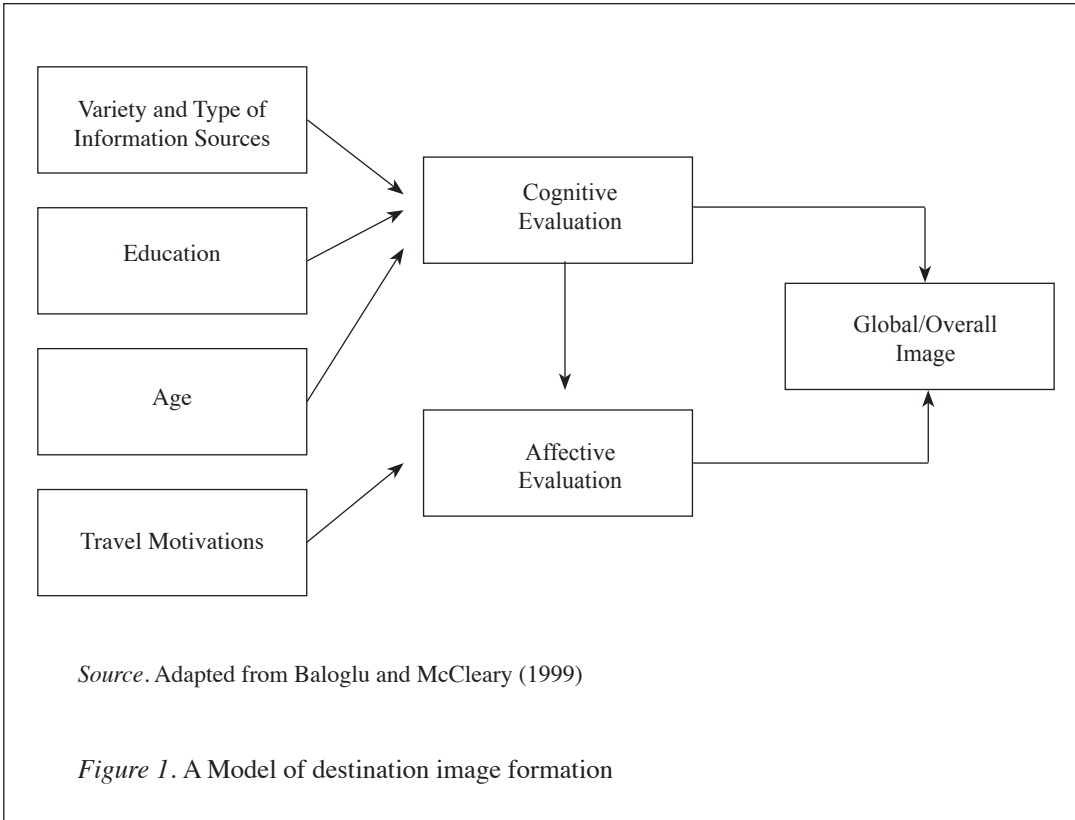 Variety and Type of
Information Sources
Education
Age
Travel Motivations
Cognitive
Evaluation
Affective
Evaluation
Global/Overall
Image
Source. Adapted from Baloglu and McCleary (1999)
Figure 1. A Model of destination image formation